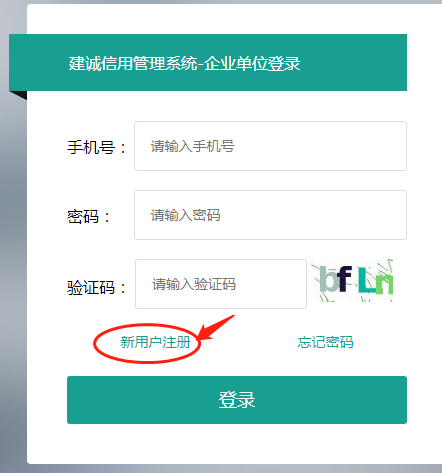 建诚信用管理系统-企业单位登录
手机号： 请输入手机号
密码： 请输入密码
验证码： 请输入验证码 bfLn
新用户注册 忘记密码
登录